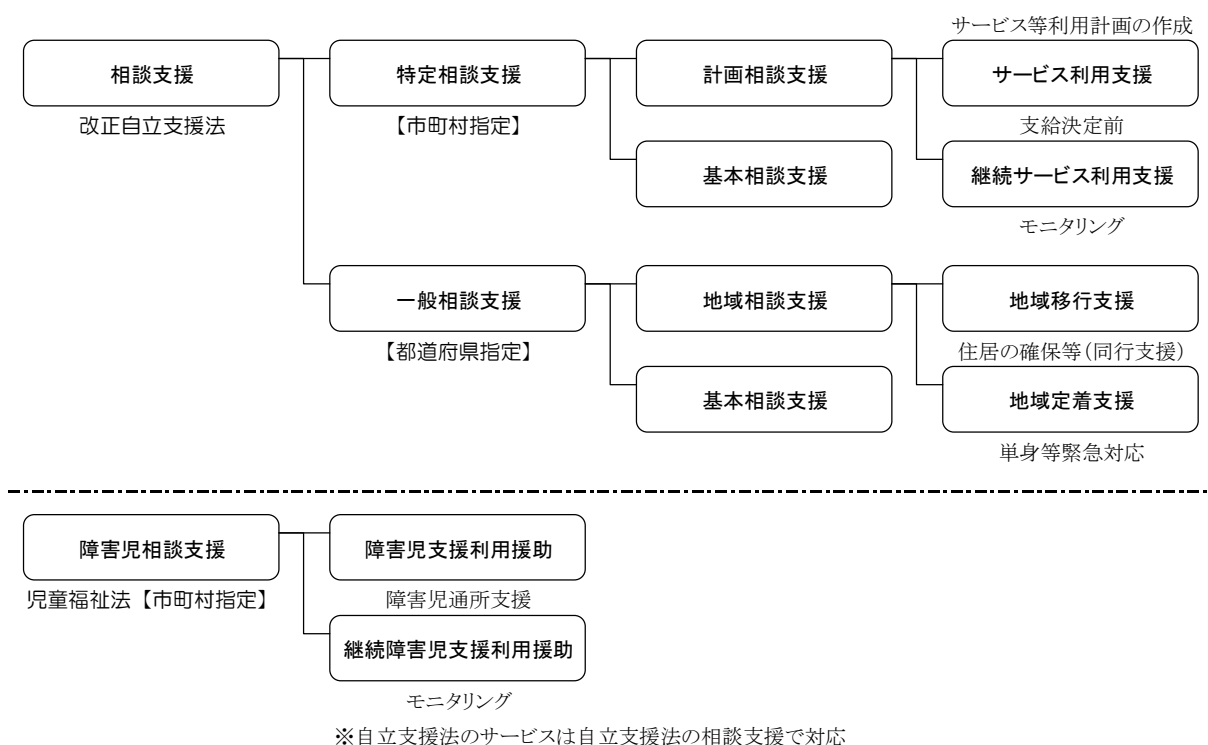 サービス等利用計画の作成
相談支援
特定相談支援
計画相談支援
サービス利用支援
改正自立支援法
【市町村指定】
支給決定前
基本相談支援
継続サービス利用支援
モニタリング
一般相談支援
地域相談支援
地域移行支援
【都道府県指定】
住居の確保等(同行支援)
基本相談支援
地域定着支援
単身等緊急対応
障害児相談支援
障害児支援利用援助
児童福祉法【市町村指定】
障害児通所支援
継続障害児支援利用援助
モニタリング
※自立支援法のサービスは自立支援法の相談支援で対応